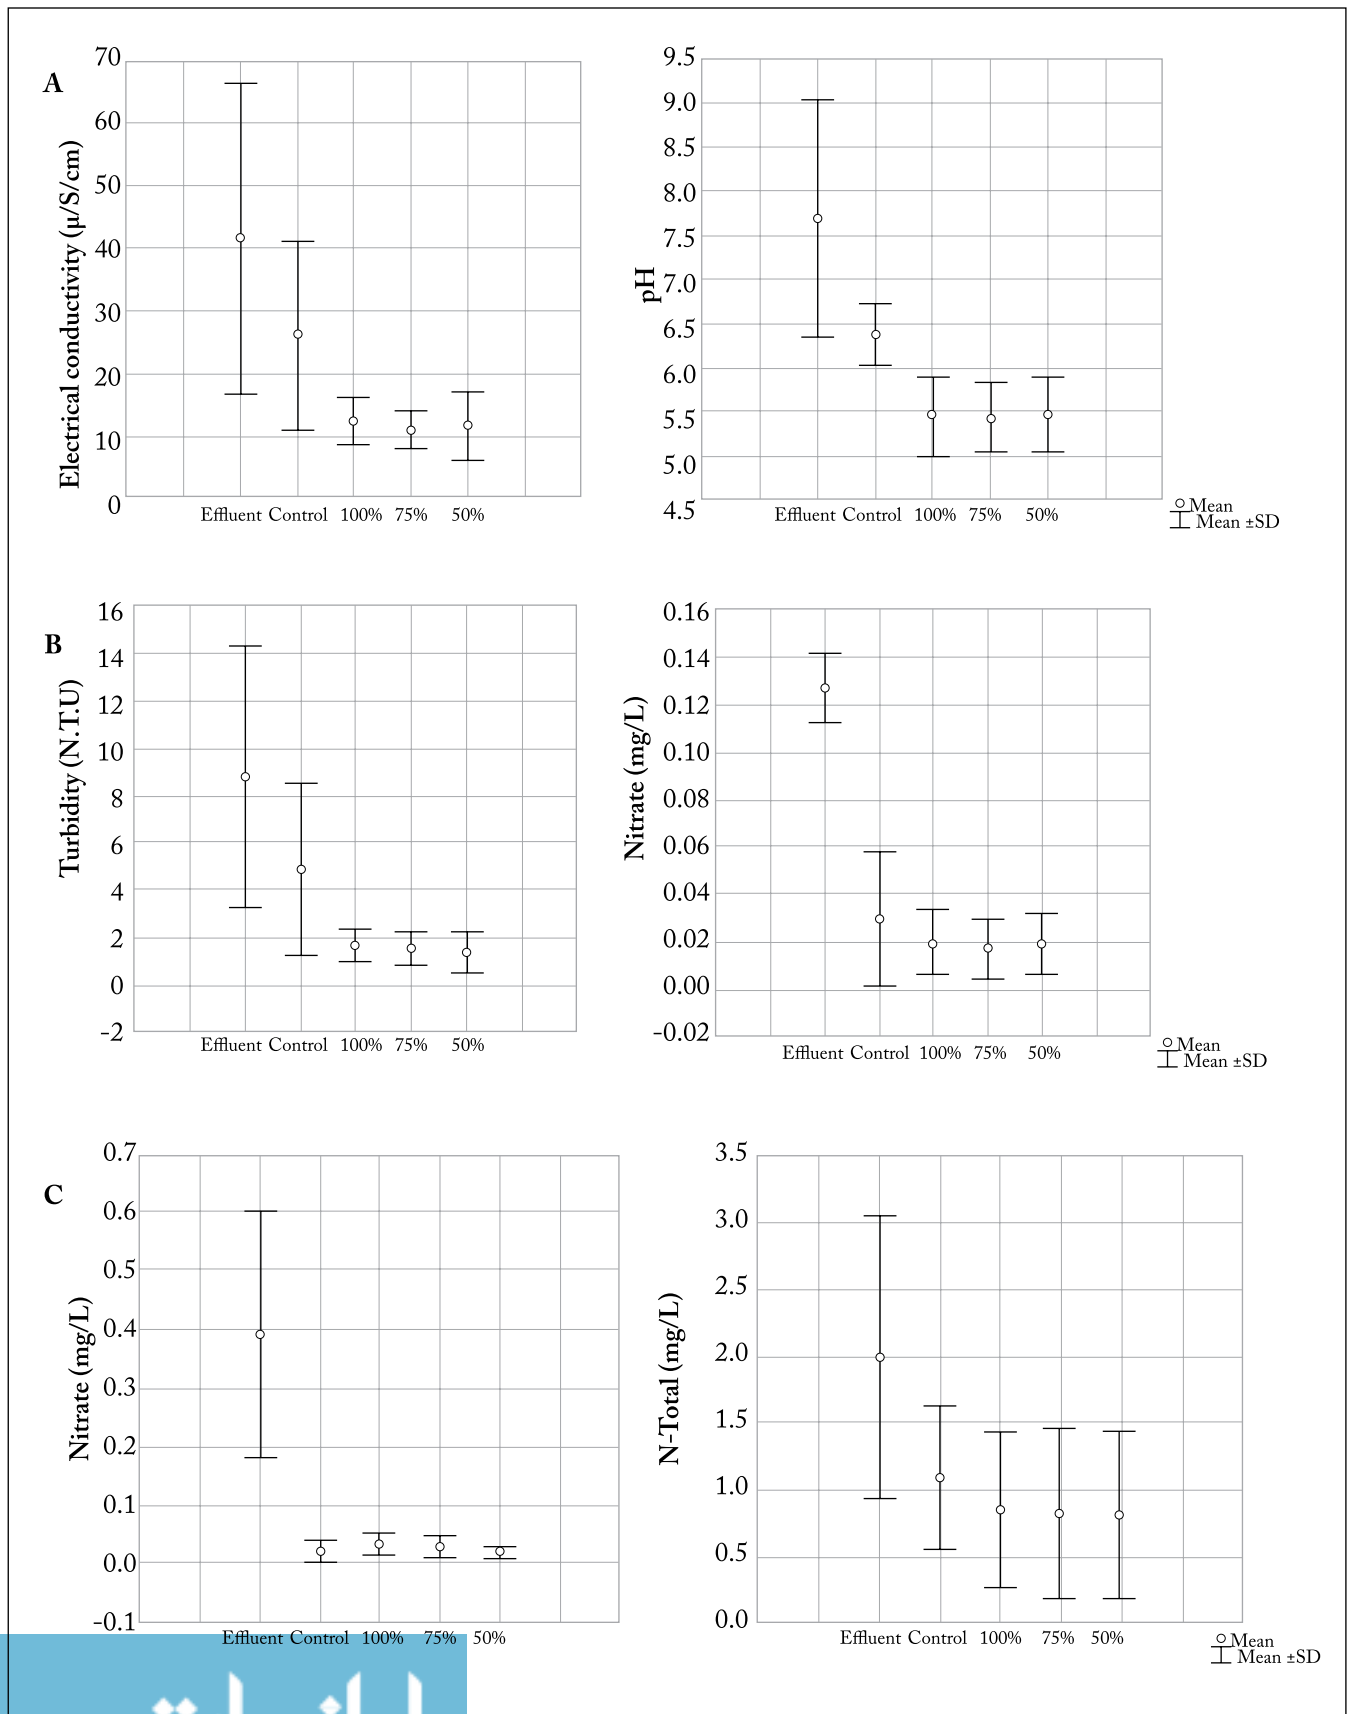 A
70
60
50
40
30
20
10
0
Electrical conductivity (µ/S/cm)
Effluent Control 100% 75% 50%
9.5
9.0
8.5
8.0
7.5
7.0
6.5
6.0
5.5
5.0
4.5
pH
Effluent Control 100% 75% 50%
Mean
Mean ±SD
B
16
14
12
10
8
6
4
2
0
-2
Turbidity (N.T.U)
Effluent Control 100% 75% 50%
0.16
0.14
0.12
0.10
0.08
0.06
0.04
0.02
0.00
-0.02
Nitrate (mg/L)
Effluent Control 100% 75% 50%
Mean
Mean ±SD
C
0.7
0.6
0.5
0.4
0.3
0.2
0.1
0.0
-0.1
Nitrate (mg/L)
Effluent Control 100% 75% 50%
3.5
3.0
2.5
2.0
1.5
1.0
0.5
0.0
N-Total (mg/L)
Effluent Control 100% 75% 50%
Mean
Mean ±SD